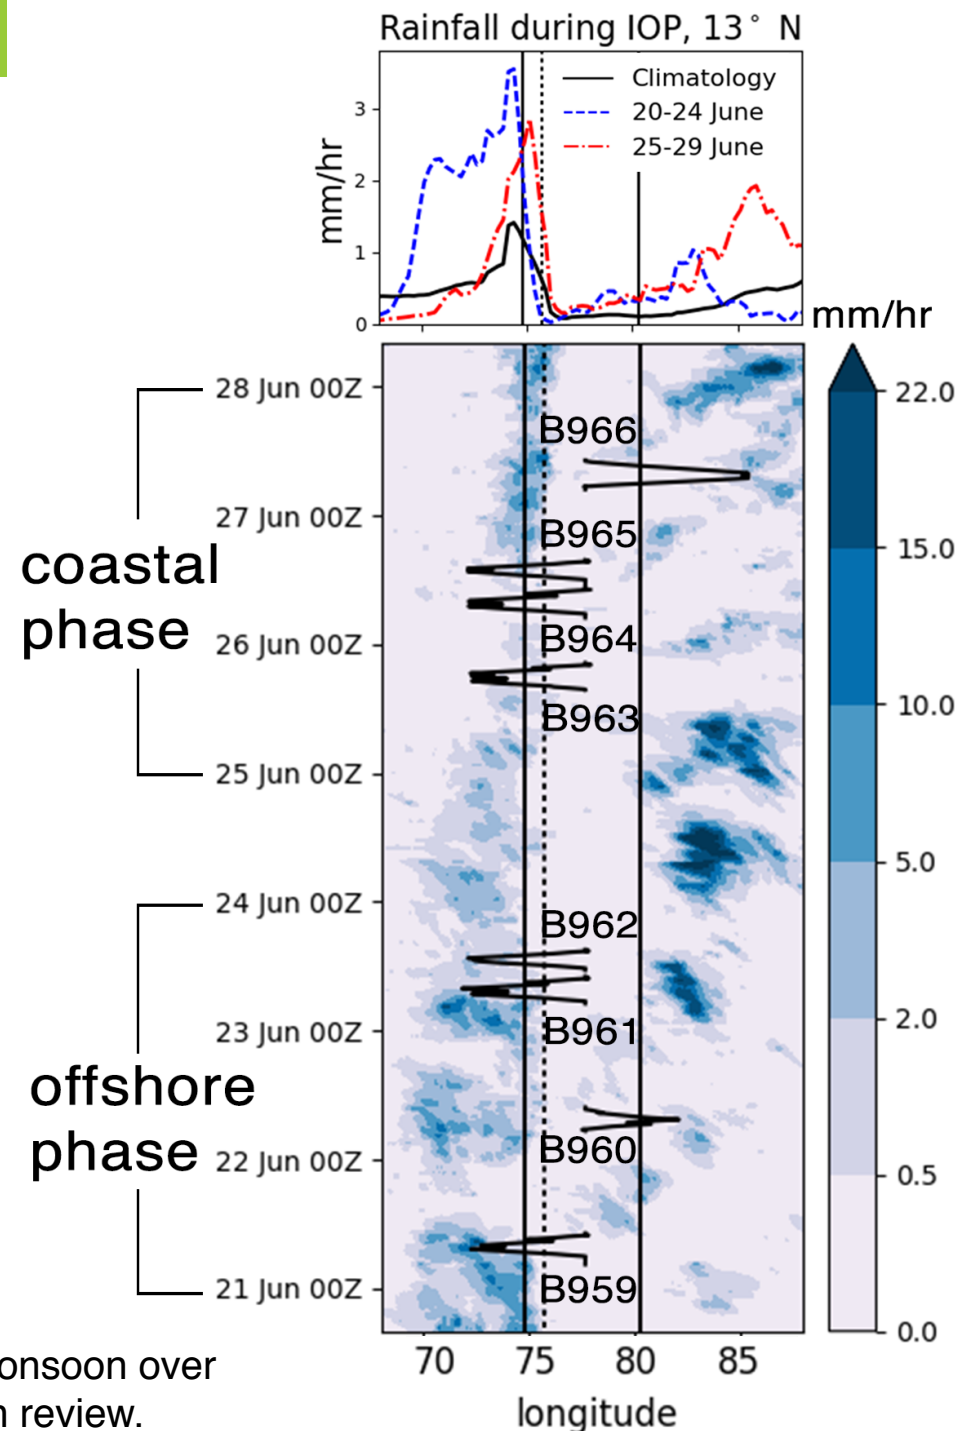 Rainfall during IOP, 13° N
Climatology
20-24 June
25-29 June
mm/hr
3
2
1
0
mm/hr
28 Jun 00Z
27 Jun 00Z
26 Jun 00Z
25 Jun 00Z
24 Jun 00Z
23 Jun 00Z
22 Jun 00Z
21 Jun 00Z
coastal
phase
offshore
phase
B966
B965
B964
B963
B962
B961
B960
B959
22.0
15.0
10.0
5.0
2.0
0.5
0.0
70 75 80 85
longitude
onsoon over
review.